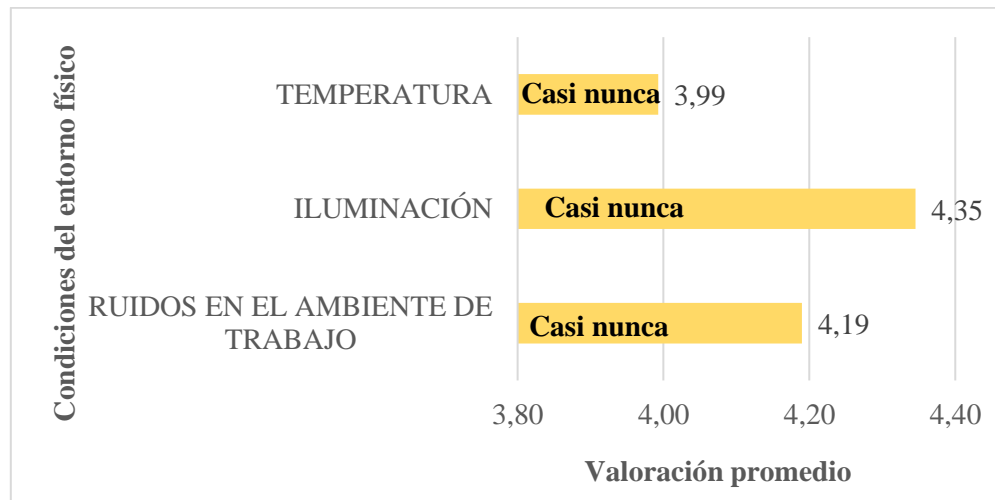 Condiciones del entorno físico
TEMPERATURA
Casi nunca
3,99
ILUMINACIÓN
Casi nunca
4,35
RUIDOS EN EL AMBIENTE DE
TRABAJO
Casi nunca
4,19
3,80
4,00
4,20
4,40
Valoración promedio